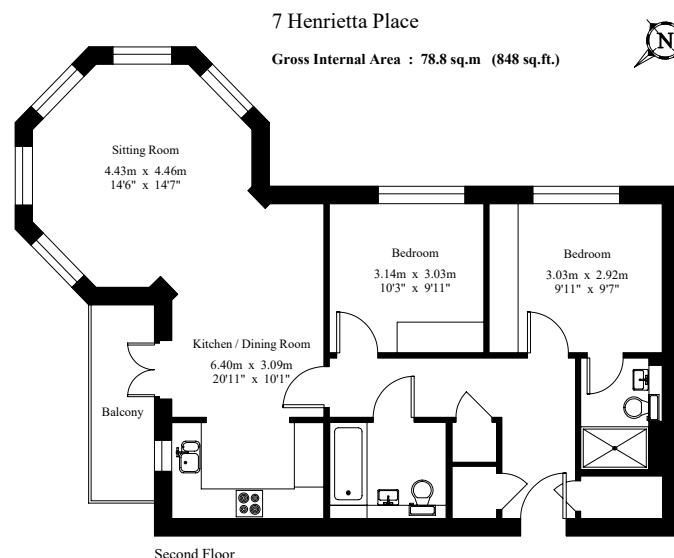 7 Henrietta Place
Gross Internal Area : 78.8 sq.m (848 sq.ft.)
N
Sitting Room
4.43m x 4.46m
14'6" x 14'7"
Bedroom
3.14m x 3.03m
10'3" x 9'11"
Bedroom
3.03m x 2.92m
9'11" x 9'7"
Kitchen / Dining Room
6.40m x 3.09m
20'11" x 10'1"
Balcony
Second Floor